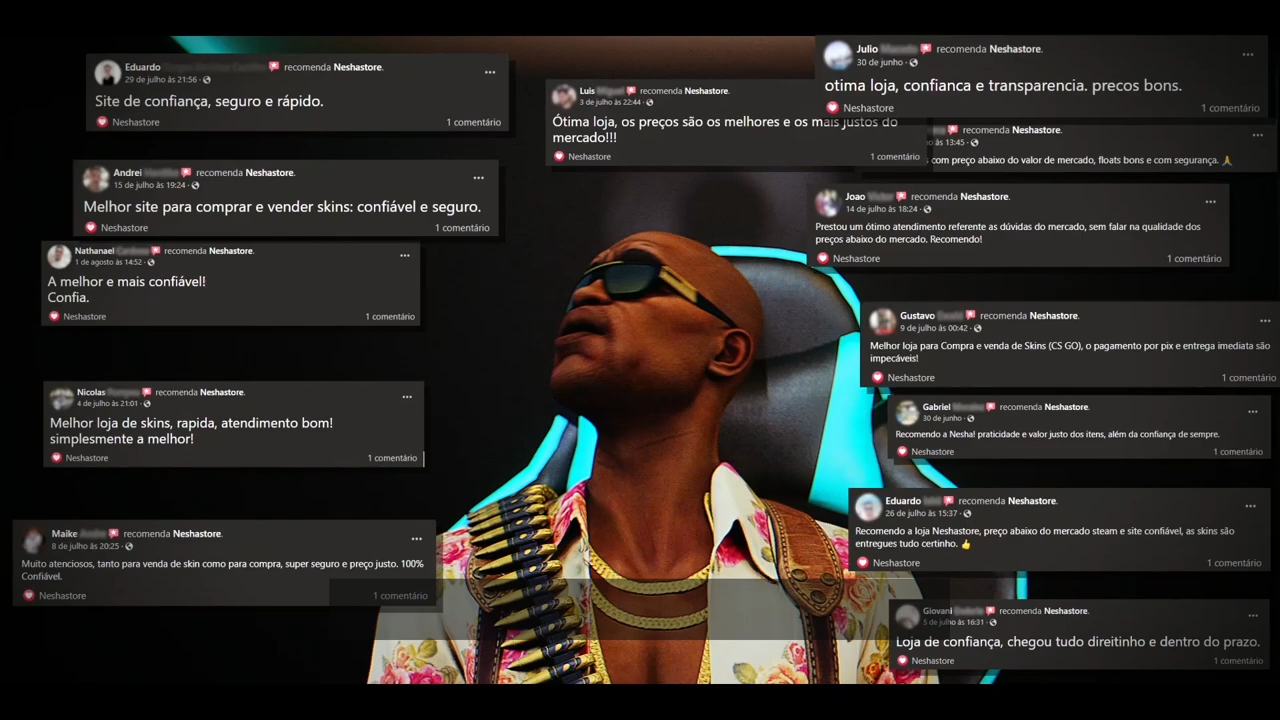 Eduardo recomenda Neshastore.
29 de julho às 21:56 ·
Site de confiança, seguro e rápido.
Neshastore 1 comentário
Andrei recomenda Neshastore.
15 de julho às 19:24 ·
Melhor site para comprar e vender skins: confiável e seguro.
Neshastore 1 comentário
Nathanael recomenda Neshastore.
1 de agosto às 14:52 ·
A melhor e mais confiável!
Confia.
Neshastore 1 comentário
Nicolas recomenda Neshastore.
4 de julho às 21:01 ·
Melhor loja de skins, rapida, atendimento bom!
simplesmente a melhor!
Neshastore 1 comentário
Maike recomenda Neshastore.
8 de julho às 20:25 ·
Muito atenciosos, tanto para venda de skin como para compra, super seguro e preço justo. 100%
Confiável.
Neshastore 1 comentário
Luis recomenda Neshastore.
3 de julho às 22:44 ·
Ótima loja, os preços são os melhores e os mais justos do
mercado!!!
Neshastore 1 comentário
Julio recomenda Neshastore.
30 de junho ·
otima loja, confianca e transparencia. precos bons.
Neshastore 1 comentário
recomenda Neshastore.
às 13:45 ·
com preço abaixo do valor de mercado, floats bons e com segurança. 🙏
Joao recomenda Neshastore.
14 de julho às 18:24 ·
Prestou um ótimo atendimento referente as dúvidas do mercado, sem falar na qualidade dos
preços abaixo do mercado. Recomendo!
Neshastore 1 comentário
Gustavo recomenda Neshastore.
9 de julho às 00:42 ·
Melhor loja para Compra e venda de Skins (CS GO), o pagamento por pix e entrega imediata são
impecáveis!
Neshastore 1 comentário
Gabriel recomenda Neshastore.
30 de junho ·
Recomendo a Nesha! praticidade e valor justo dos itens, além da confiança de sempre.
Neshastore 1 comentário
Eduardo recomenda Neshastore.
26 de julho às 15:37 ·
Recomendo a loja Neshastore, preço abaixo do mercado steam e site confiável, as skins são
entregues tudo certinho. 👍
Neshastore 1 comentário
Giovani recomenda Neshastore.
5 de julho às 16:31 ·
Loja de confiança, chegou tudo direitinho e dentro do prazo.
Neshastore 1 comentário